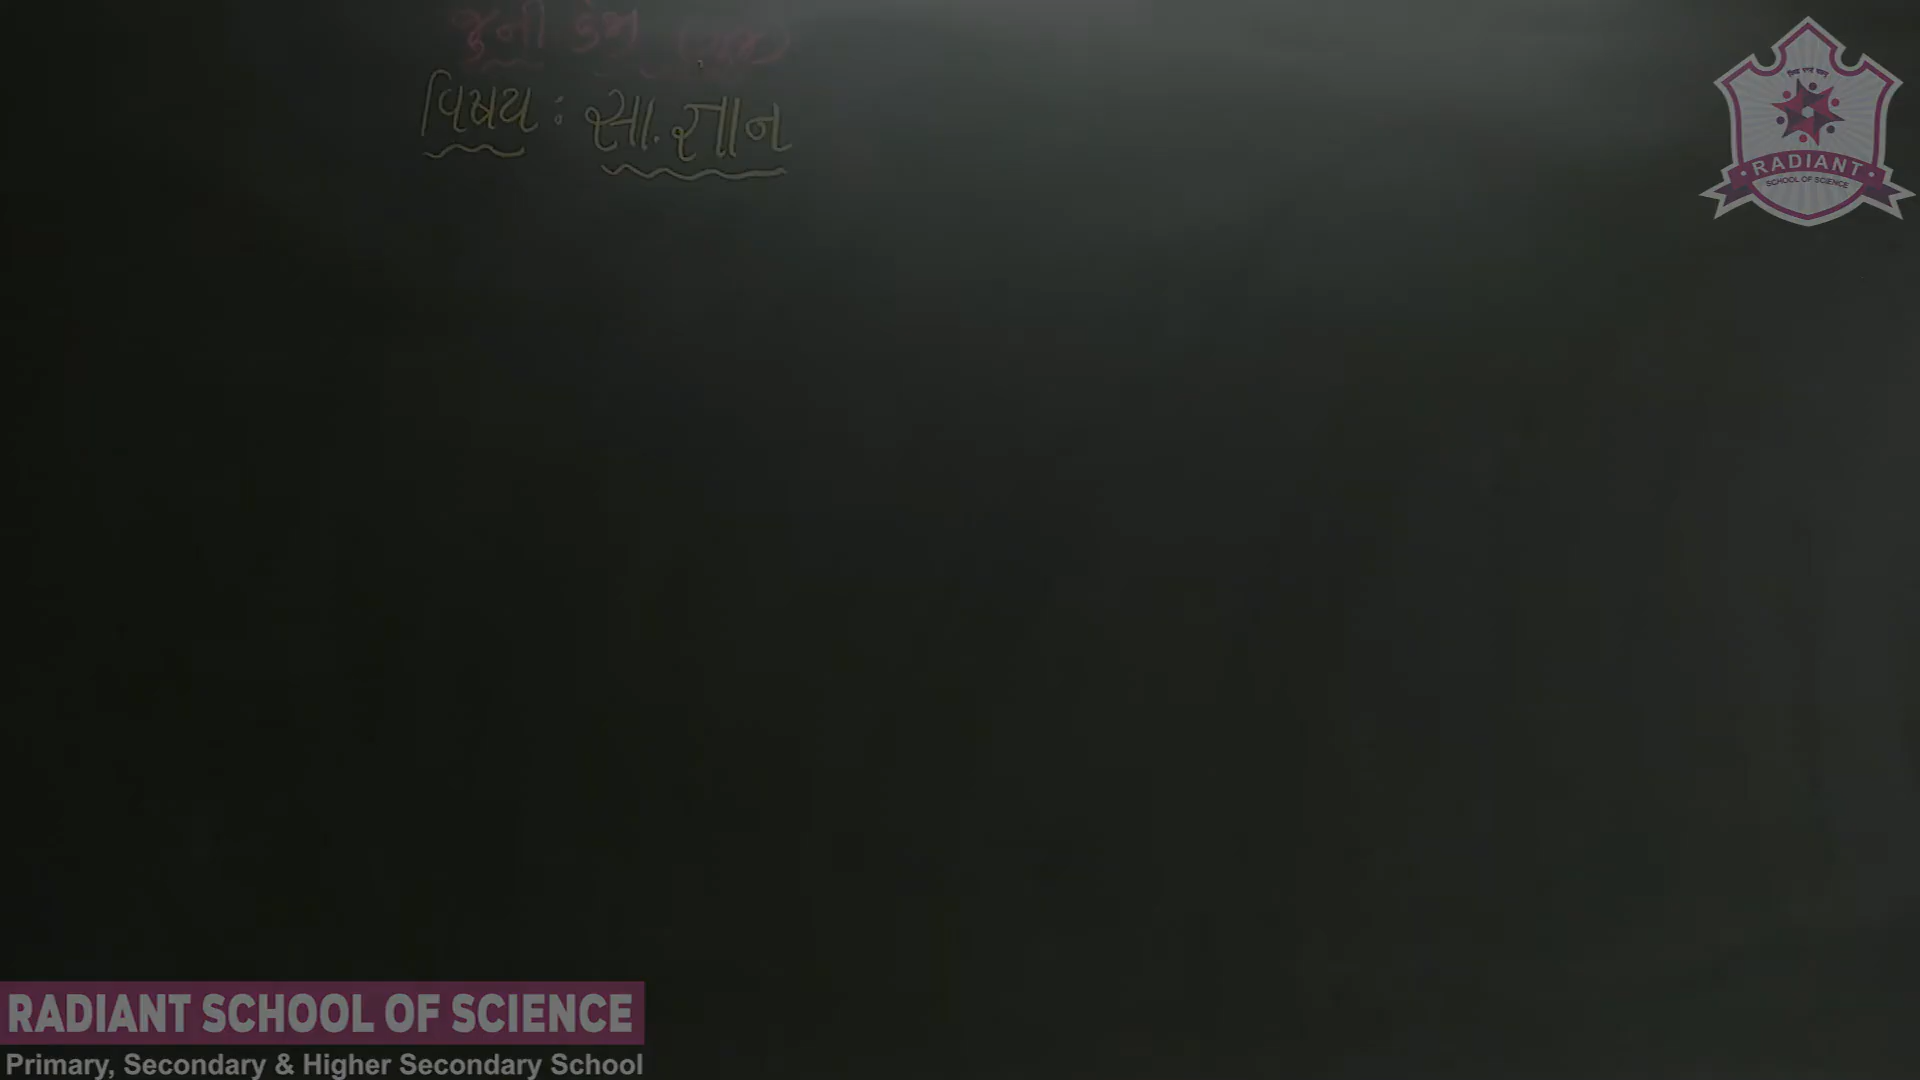 જુની કેજી
વિષય : સા.જ્ઞાન
RADIANT
SCHOOL OF SCIENCE
RADIANT SCHOOL OF SCIENCE
Primary, Secondary & Higher Secondary School